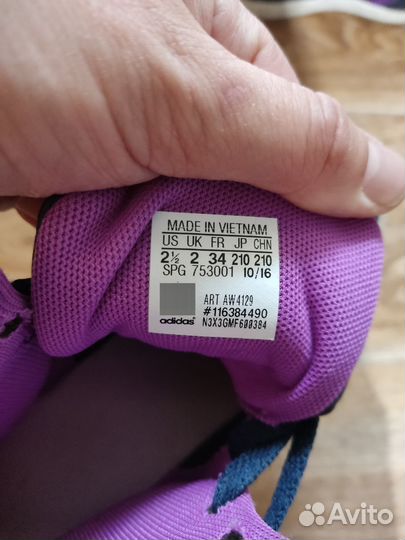 MADE IN VIETNAM
US UK FR JP CHN
2½ 2 34 210 210
SPG 753001 10/16
ART AW4129
#116384490
adidas N3X3GMF600384
Avito